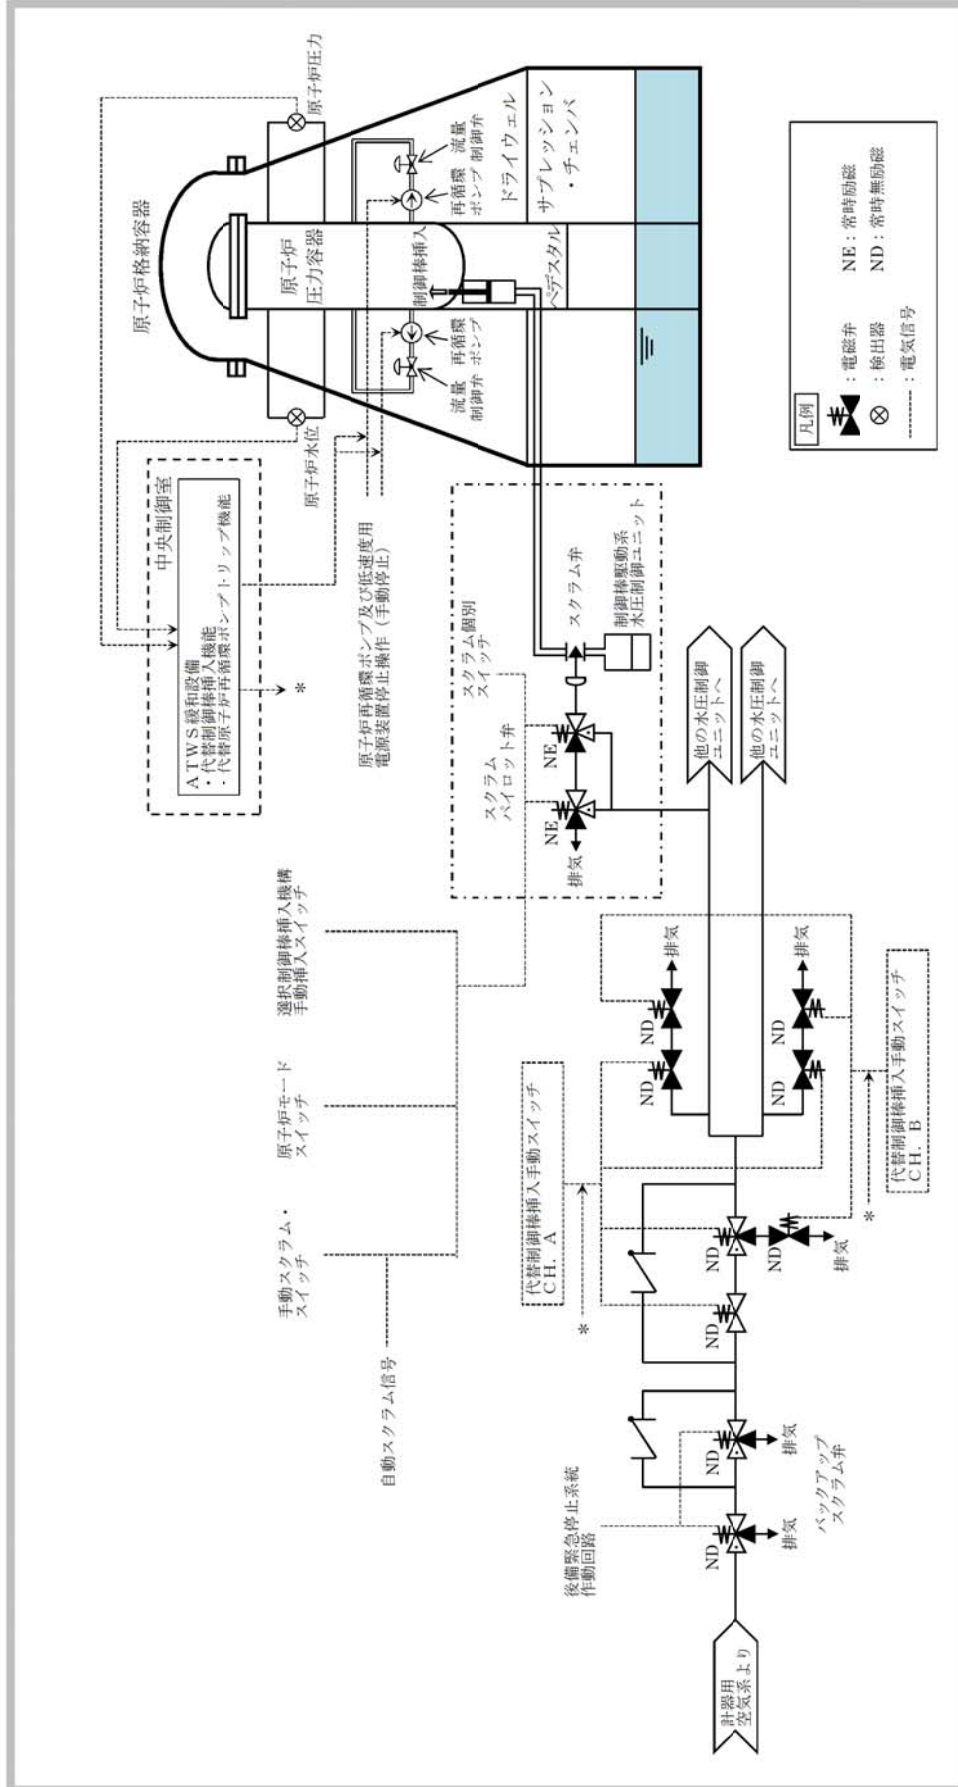 原子炉格納容器
原子炉圧力
中央制御室
ATWS緩和設備
・代替制御棒挿入機能
・代替原子炉再循環ポンプトリップ機能
*
原子炉水位
原子炉
圧力容器
制御棒挿入
流量
制御弁
再循環
ポンプ
再循環
ポンプ
流量
制御弁
ドライウェル
サプレッション
・チェンバ
ペデスタル
原子炉再循環ポンプ及び低速度用
電源装置停止操作（手動停止）
手動スクラム・
スイッチ
原子炉モード
スイッチ
選択制御棒挿入機構
手動挿入スイッチ
自動スクラム信号
スクラム個別
スイッチ
スクラム
パイロット弁
NE
NE
排気
スクラム弁
制御棒駆動系
水圧制御ユニット
後備緊急停止系統
作動回路
代替制御棒挿入手動スイッチ
CH. A
*
ND
ND
排気
ND
ND
ND
ND
ND
排気
排気
バックアップ
スクラム弁
排気
ND
ND
排気
他の水圧制御
ユニットへ
他の水圧制御
ユニットへ
計器用
空気系より
*
代替制御棒挿入手動スイッチ
CH. B
凡例
：電磁弁
NE：常時励磁
：検出器
ND：常時無励磁
：電気信号